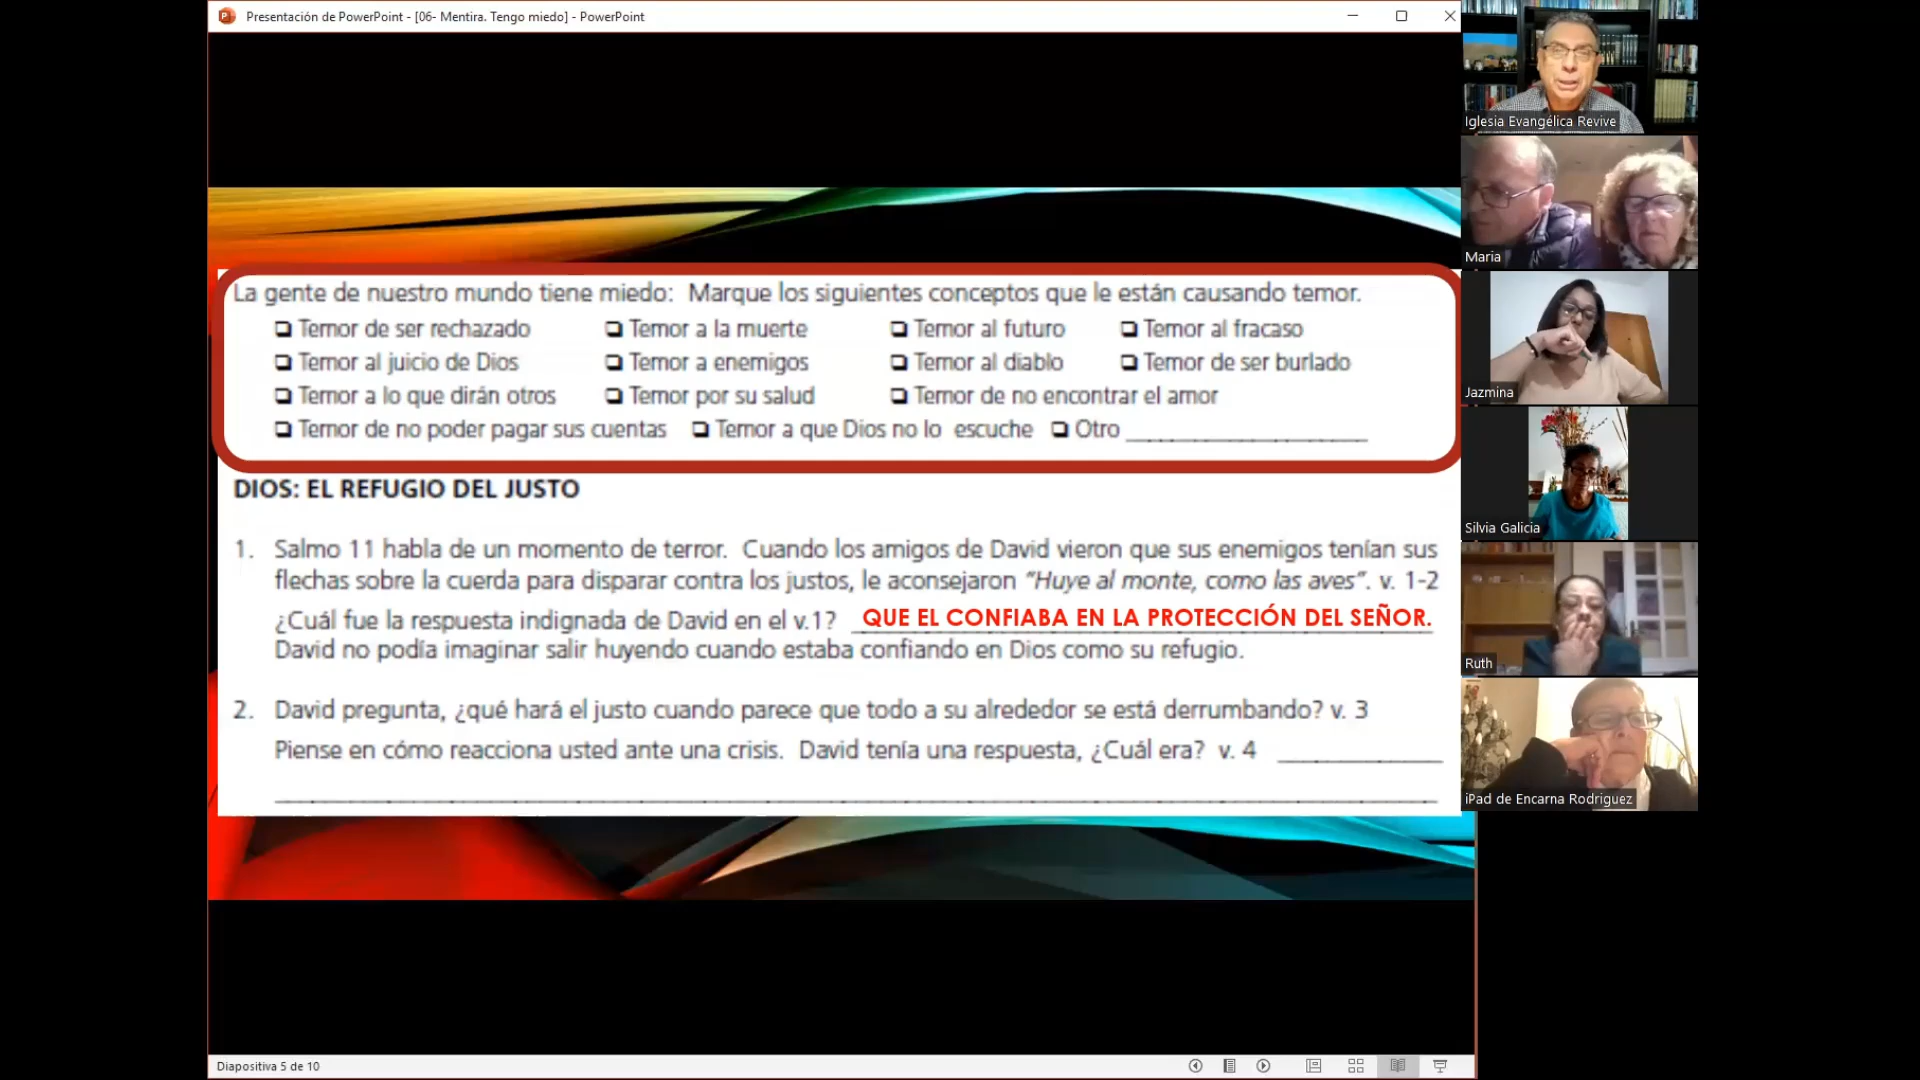 Presentación de PowerPoint - [06- Mentira. Tengo miedo] - PowerPoint
La gente de nuestro mundo tiene miedo: Marque los siguientes conceptos que le están causando temor.
❑ Temor de ser rechazado ❑ Temor a la muerte ❑ Temor al futuro ❑ Temor al fracaso
❑ Temor al juicio de Dios ❑ Temor a enemigos ❑ Temor al diablo ❑ Temor de ser burlado
❑ Temor a lo que dirán otros ❑ Temor por su salud ❑ Temor de no encontrar el amor
❑ Temor de no poder pagar sus cuentas ❑ Temor a que Dios no lo escuche ❑ Otro ____________________
DIOS: EL REFUGIO DEL JUSTO
1. Salmo 11 habla de un momento de terror. Cuando los amigos de David vieron que sus enemigos tenían sus
flechas sobre la cuerda para disparar contra los justos, le aconsejaron “Huye al monte, como las aves”. v. 1-2
¿Cuál fue la respuesta indignada de David en el v.1? QUE EL CONFIABA EN LA PROTECCIÓN DEL SEÑOR.
David no podía imaginar salir huyendo cuando estaba confiando en Dios como su refugio.
2. David pregunta, ¿qué hará el justo cuando parece que todo a su alrededor se está derrumbando? v. 3
Piense en cómo reacciona usted ante una crisis. David tenía una respuesta, ¿Cuál era? v. 4 ______________
Diapositiva 5 de 10
Iglesia Evangélica Revive
Maria
Jazmina
Silvia Galicia
Ruth
iPad de Encarna Rodriguez